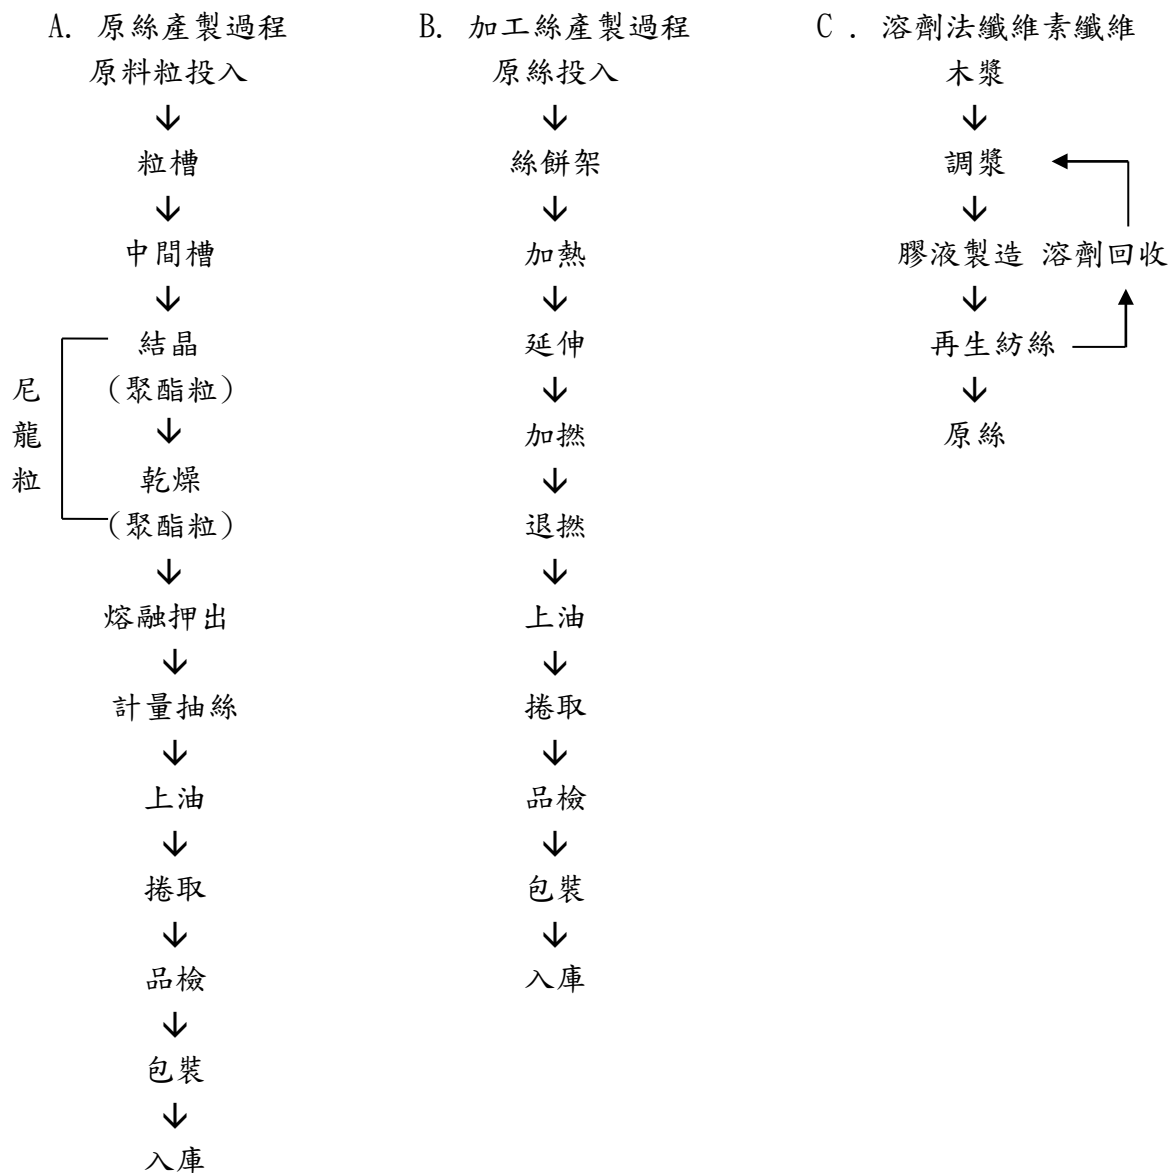 A. 原絲產製過程
原料粒投入
↓
粒槽
↓
中間槽
↓
結晶
(聚酯粒)
↓
乾燥
(聚酯粒)
↓
熔融押出
↓
計量抽絲
↓
上油
↓
捲取
↓
品檢
↓
包裝
↓
入庫
尼龍粒
B. 加工絲產製過程
原絲投入
↓
絲餅架
↓
加熱
↓
延伸
↓
加撚
↓
退撚
↓
上油
↓
捲取
↓
品檢
↓
包裝
↓
入庫
C . 溶劑法纖維素纖維
木漿
↓
調漿
↓
膠液製造
↓
再生紡絲
↓
原絲
溶劑回收